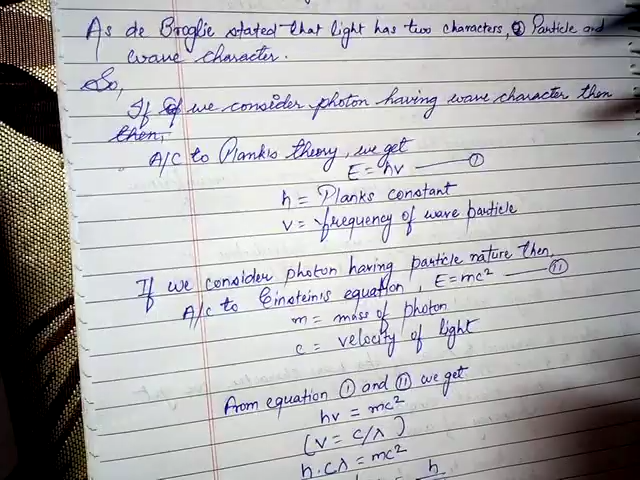 As de Broglie stated that light has two characters, Particle and
wave character.
So,
If we consider photon having wave character then
then,
A/C to Planks theory, we get
E = hν ——— I
h = Planks constant
v = frequency of wave particle
If we consider photon having particle nature then,
A/c to Einsteinis equation, E=mc² ——— II
m = mass of photon
c = velocity of light
From equation I and II we get
hν = mc²
(ν = c/λ)
h.cλ = mc²
h